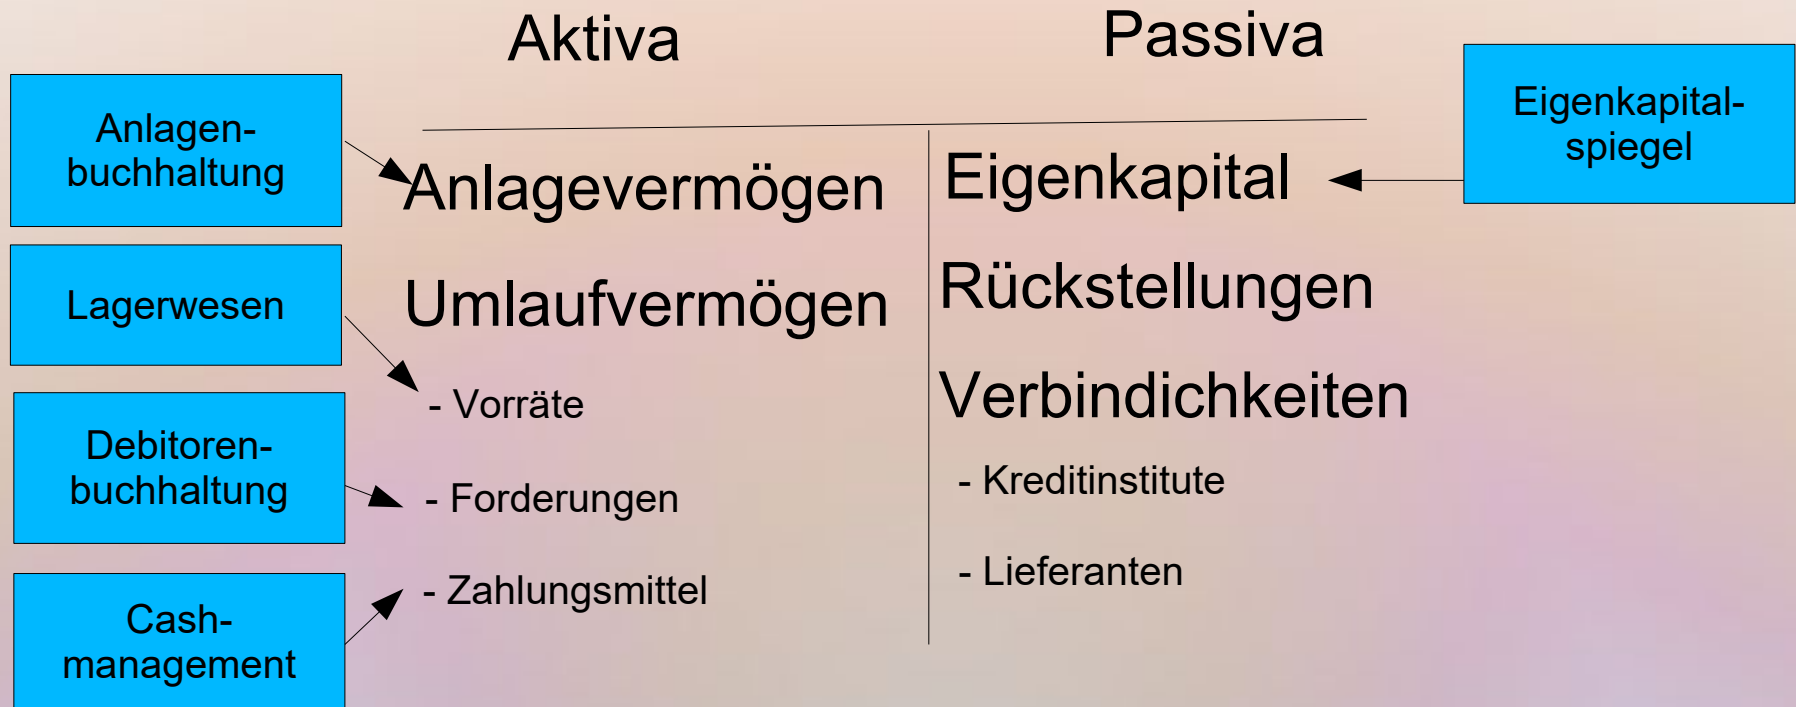 Aktiva
Passiva
Anlagen-
buchhaltung
Eigenkapital-
spiegel
Anlagevermögen
Eigenkapital
Lagerwesen
Umlaufvermögen
Rückstellungen
- Vorräte
Verbindichkeiten
Debitoren-
buchhaltung
- Forderungen
- Kreditinstitute
- Zahlungsmittel
- Lieferanten
Cash-
management